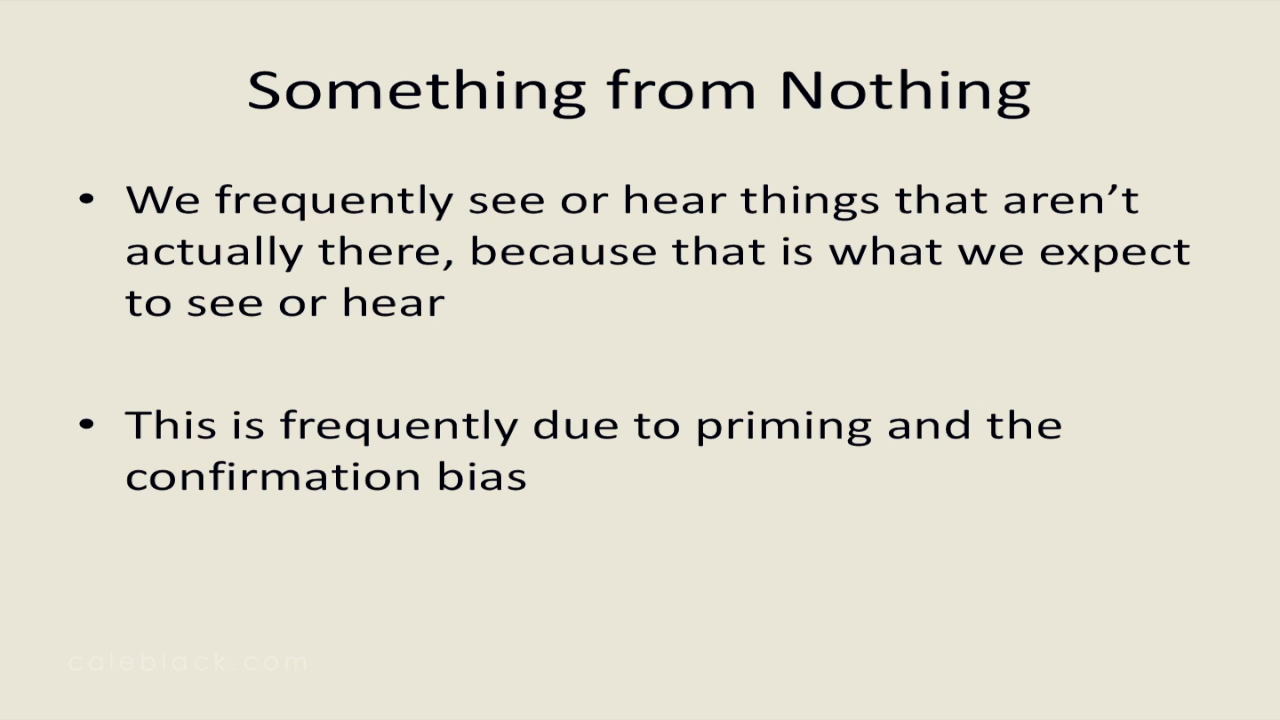 Something from Nothing
• We frequently see or hear things that aren’t
actually there, because that is what we expect
to see or hear
• This is frequently due to priming and the
confirmation bias
caleblack.com